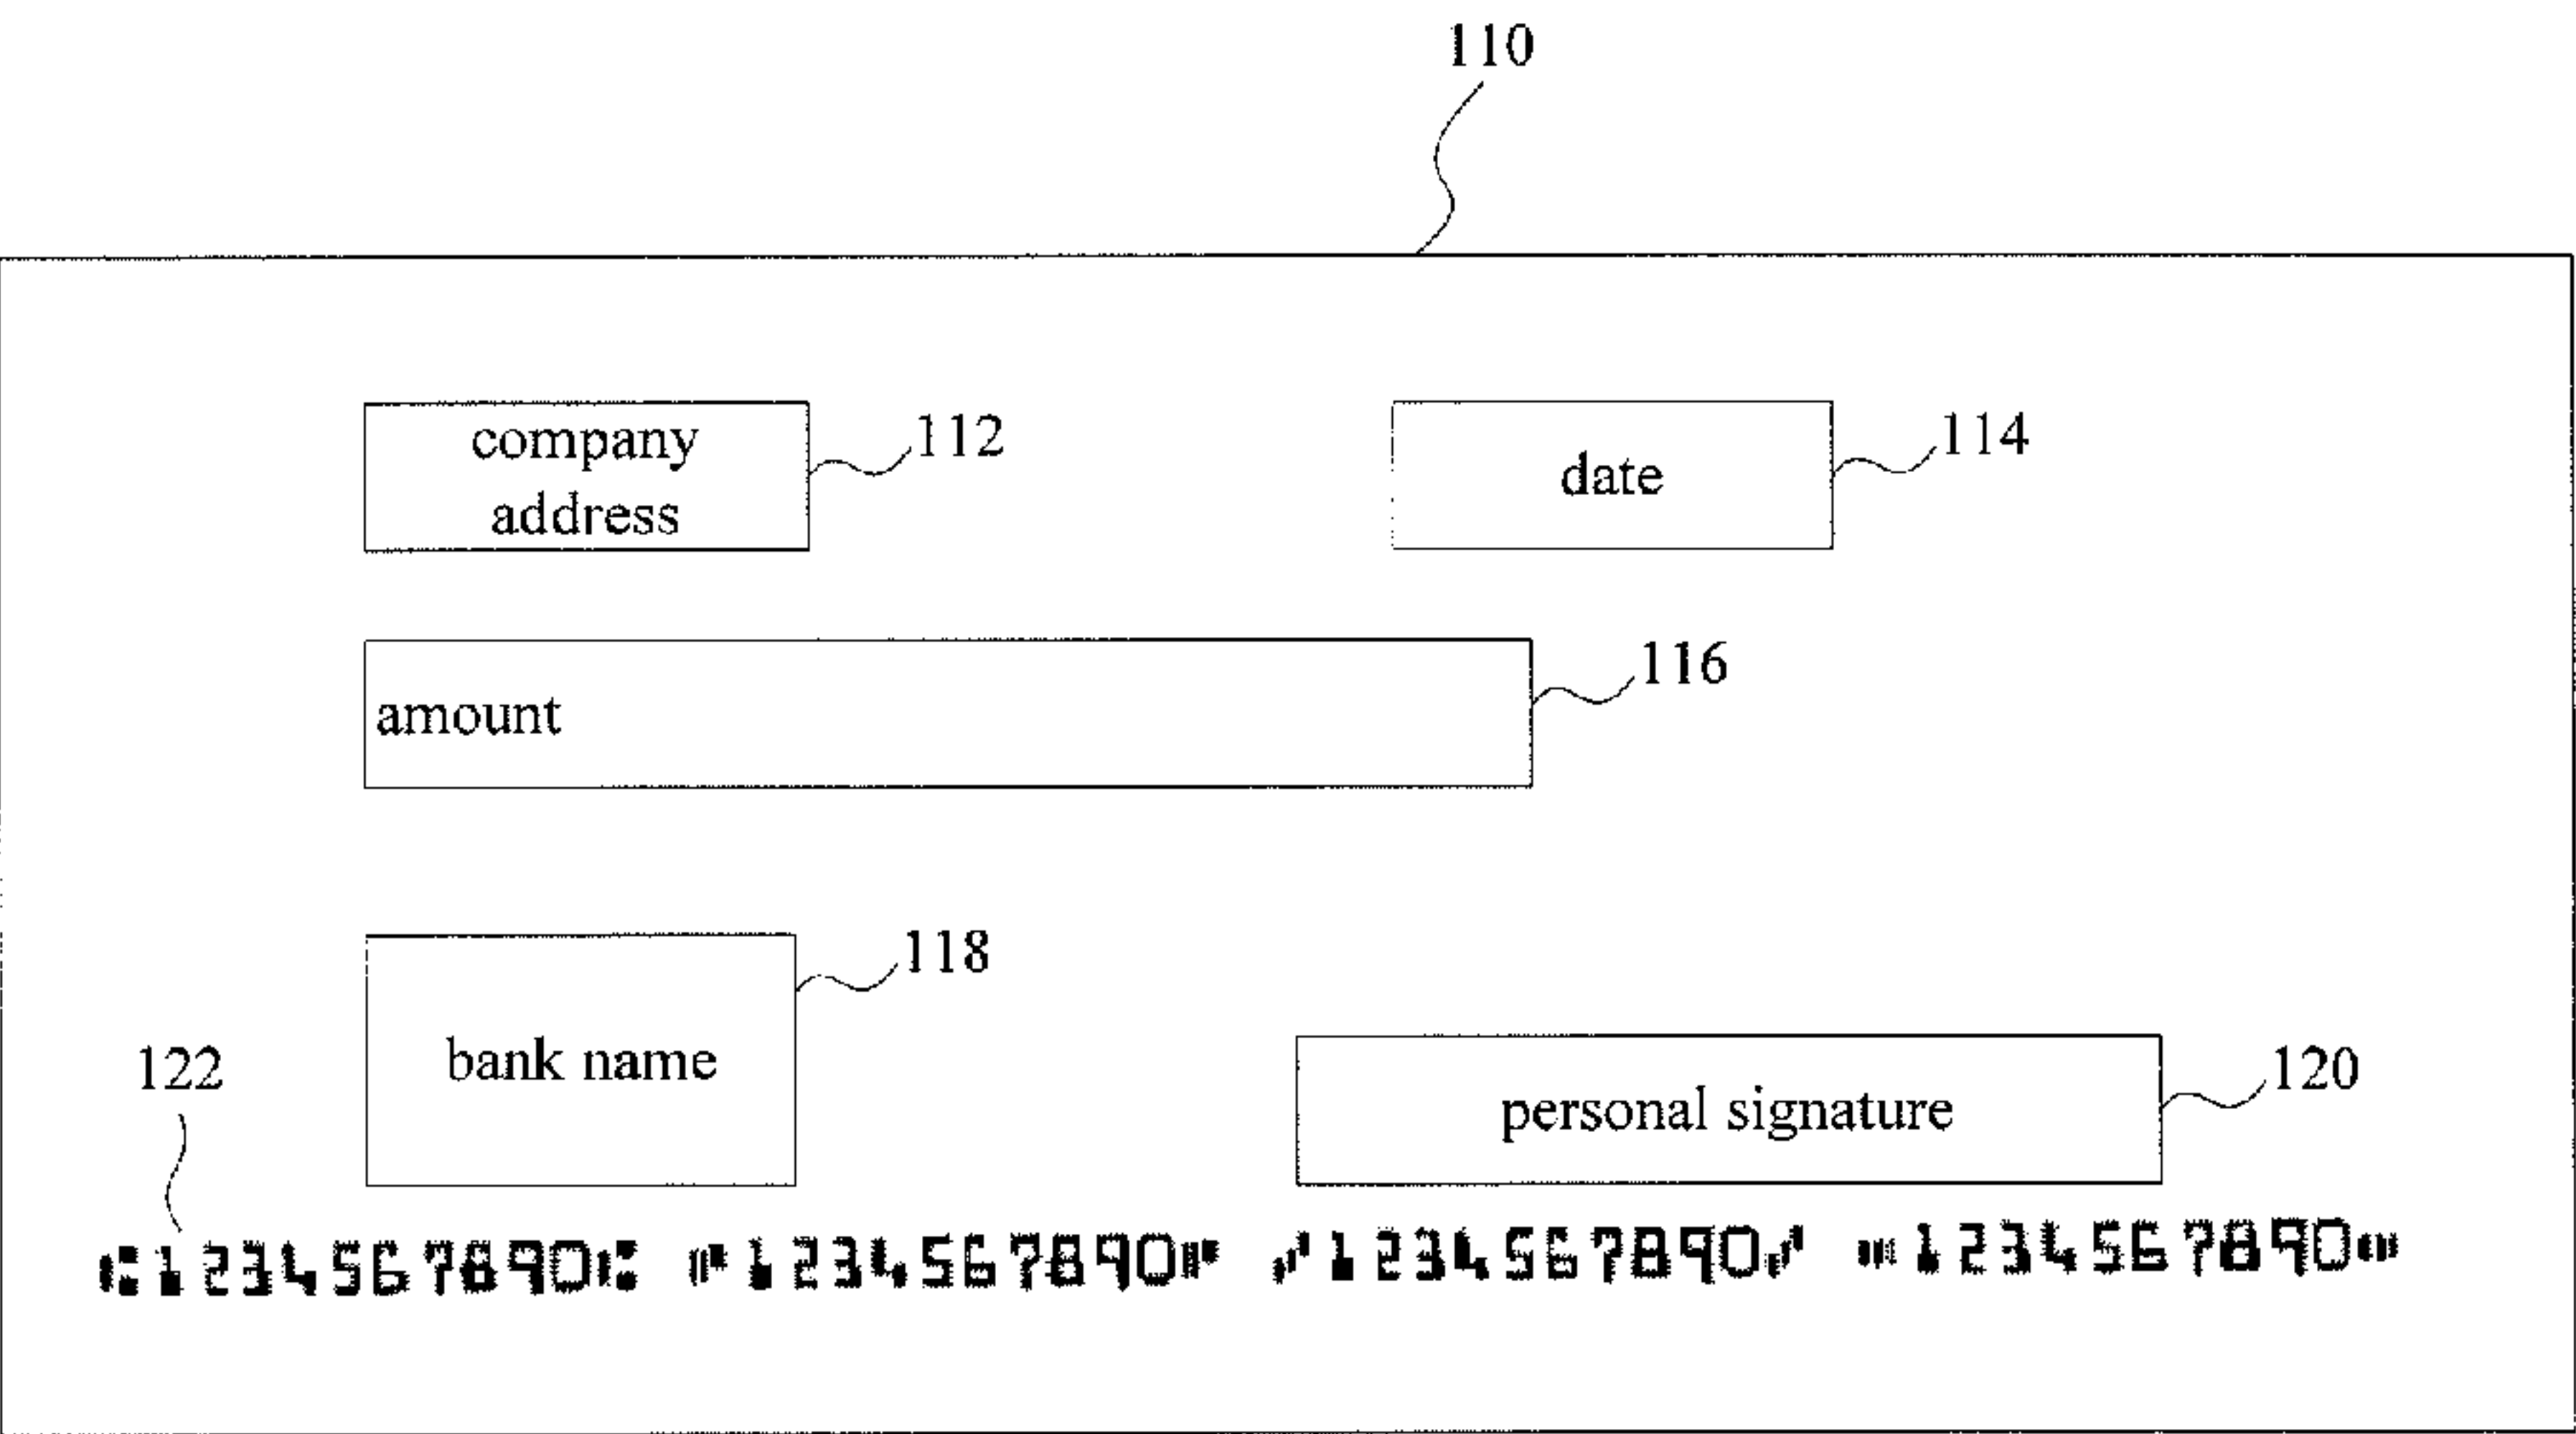 110
company
address
112
date
114
amount
116
118
bank name
122
personal signature
120
⑆1234567890⑆ ⑈1234567890⑈ ⑇1234567890⑇ ⑉1234567890⑉